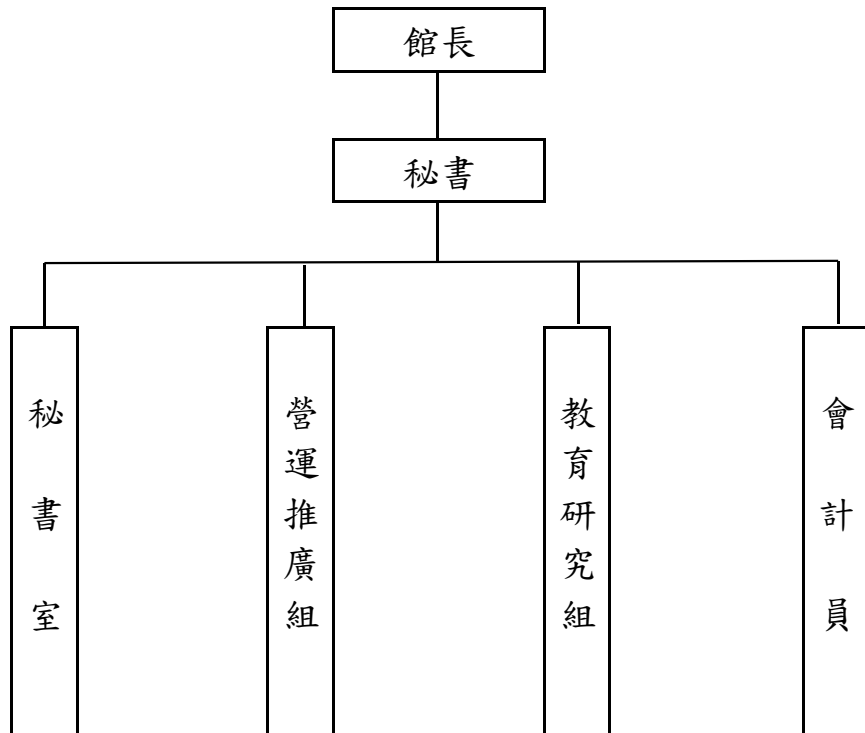 館長
秘書
秘書室
營運推廣組
教育研究組
會計員